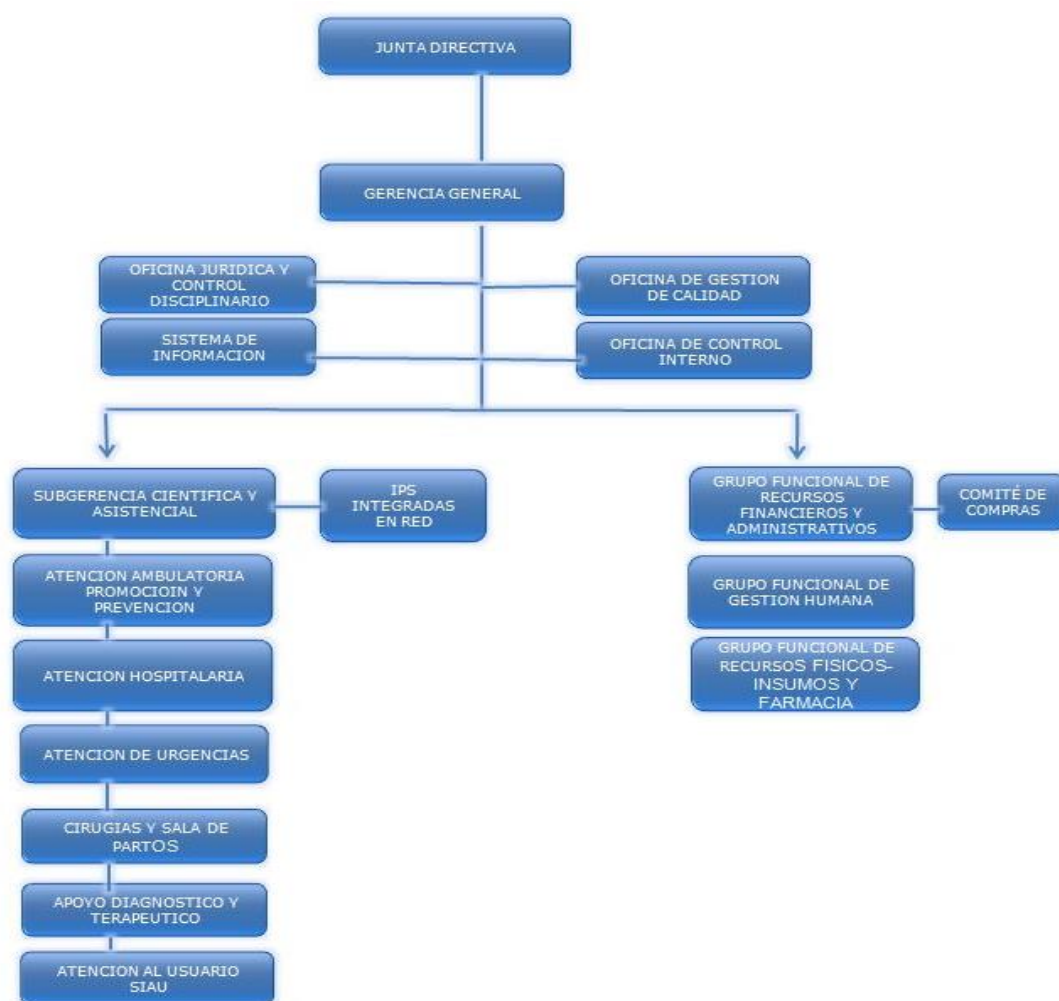 JUNTA DIRECTIVA
GERENCIA GENERAL
OFICINA JURIDICA Y
CONTROL
DISCIPLINARIO
OFICINA DE GESTION
DE CALIDAD
SISTEMA DE
INFORMACION
OFICINA DE CONTROL
INTERNO
SUBGERENCIA CIENTIFICA Y
ASISTENCIAL
IPS
INTEGRADAS
EN RED
GRUPO FUNCIONAL DE
RECURSOS
FINANCIEROS Y
ADMINISTRATIVOS
COMITÉ DE
COMPRAS
ATENCION AMBULATORIA
PROMOCIOIN Y
PREVENCION
GRUPO FUNCIONAL DE
GESTION HUMANA
ATENCION HOSPITALARIA
GRUPO FUNCIONAL DE
RECURSOS FISICOS-
INSUMOS Y
FARMACIA
ATENCION DE URGENCIAS
CIRUGIAS Y SALA DE
PARTOS
APOYO DIAGNOSTICO Y
TERAPEUTICO
ATENCION AL USUARIO
SIAU